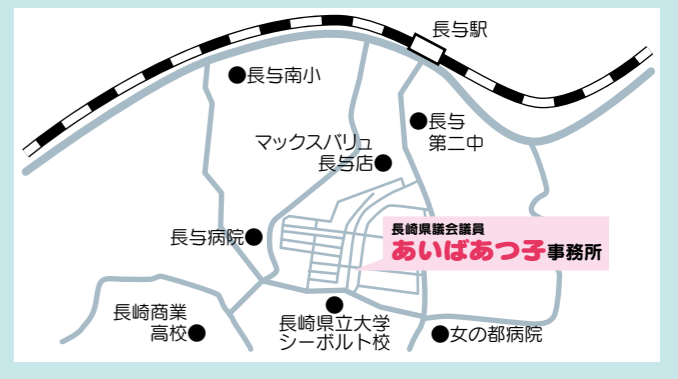 長与駅
長与南小
長与
第二中
マックスバリュ
長与店
長崎県議会議員
あいばあつ子事務所
長与病院
長崎商業
高校
長崎県立大学
シーボルト校
女の都病院